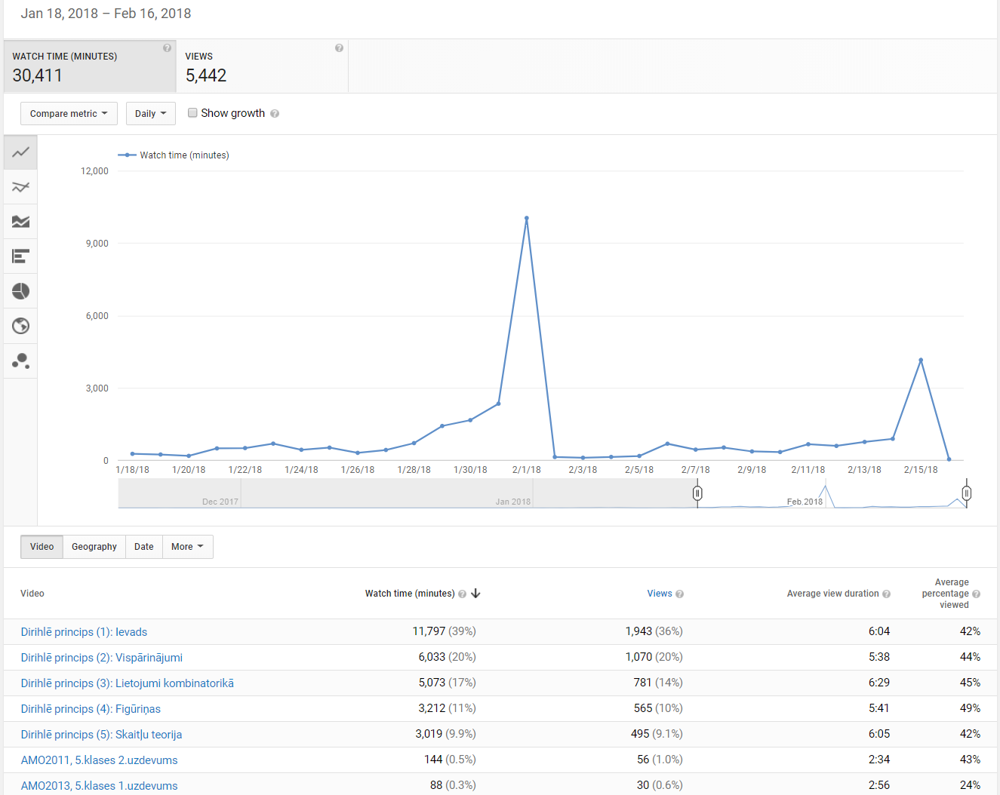 Jan 18, 2018 – Feb 16, 2018
WATCH TIME (MINUTES)
30,411
VIEWS
5,442
Compare metric
Daily
Show growth
Watch time (minutes)
12,000
9,000
6,000
3,000
0
1/18/18 1/20/18 1/22/18 1/24/18 1/26/18 1/28/18 1/30/18 2/1/18 2/3/18 2/5/18 2/7/18 2/9/18 2/11/18 2/13/18 2/15/18
Dec 2017 Jan 2018 Feb 2018
Video Geography Date More
Video Watch time (minutes) Views Average view duration Average percentage viewed
Dirihlē princips (1): Ievads 11,797 (39%) 1,943 (36%) 6:04 42%
Dirihlē princips (2): Vispārinājumi 6,033 (20%) 1,070 (20%) 5:38 44%
Dirihlē princips (3): Lietojumi kombinatorikā 5,073 (17%) 781 (14%) 6:29 45%
Dirihlē princips (4): Figūriņas 3,212 (11%) 565 (10%) 5:41 49%
Dirihlē princips (5): Skaitļu teorija 3,019 (9.9%) 495 (9.1%) 6:05 42%
AMO2011, 5.klases 2.uzdevums 144 (0.5%) 56 (1.0%) 2:34 43%
AMO2013, 5.klases 1.uzdevums 88 (0.3%) 30 (0.6%) 2:56 24%